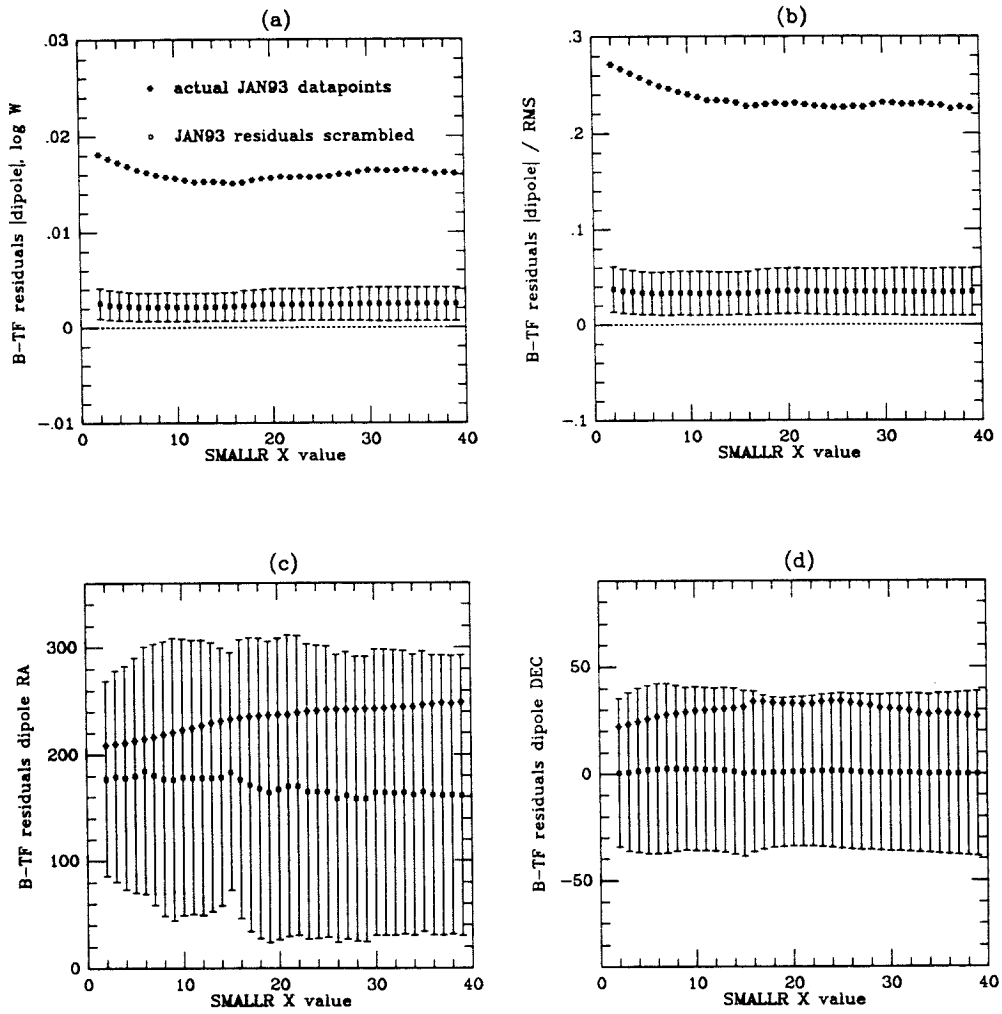 (a)
.03
.02
.01
0
-.01
B-TF residuals |dipole|, log W
actual JAN93 datapoints
JAN93 residuals scrambled
0 10 20 30 40
SMALLR X value
(b)
.3
.2
.1
0
-.1
B-TF residuals |dipole| / RMS
0 10 20 30 40
SMALLR X value
(c)
300
200
100
0
B-TF residuals dipole RA
0 10 20 30 40
SMALLR X value
(d)
50
0
-50
B-TF residuals dipole DEC
0 10 20 30 40
SMALLR X value